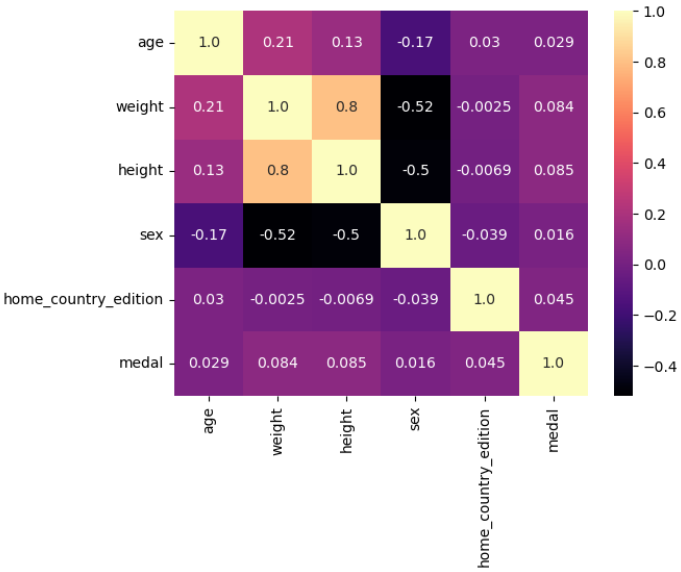 age 1.0 0.21 0.13 -0.17 0.03 0.029
weight 0.21 1.0 0.8 -0.52 -0.0025 0.084
height 0.13 0.8 1.0 -0.5 -0.0069 0.085
sex -0.17 -0.52 -0.5 1.0 -0.039 0.016
home_country_edition 0.03 -0.0025 -0.0069 -0.039 1.0 0.045
medal 0.029 0.084 0.085 0.016 0.045 1.0
age
weight
height
sex
home_country_edition
medal
1.0
0.8
0.6
0.4
0.2
0.0
−0.2
−0.4